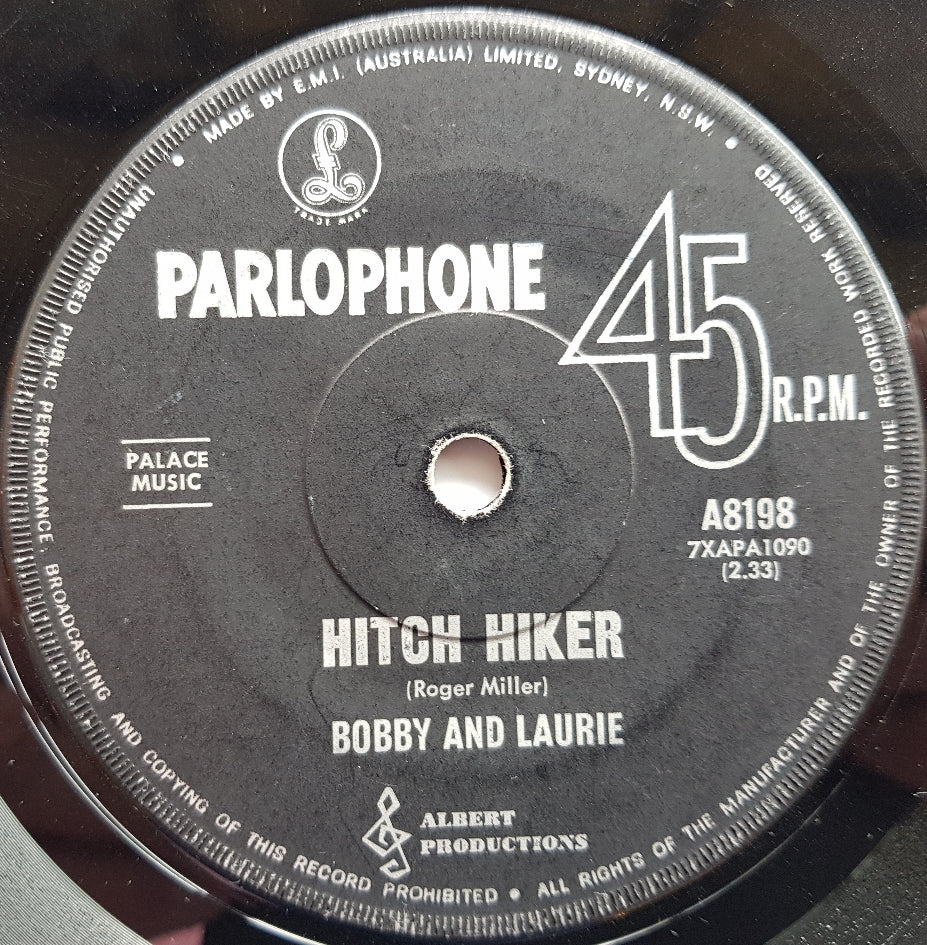 MADE BY E.M.I. (AUSTRALIA) LIMITED, SYDNEY, N.S.W.
£
TRADE MARK
PARLOPHONE
45
R.P.M.
PALACE
MUSIC
A8198
7XAPA1090
(2.33)
HITCH HIKER
(Roger Miller)
BOBBY AND LAURIE
ALBERT
PRODUCTIONS
UNAUTHORISED PUBLIC PERFORMANCE, BROADCASTING AND COPYING OF THIS RECORD PROHIBITED • ALL RIGHTS OF THE MANUFACTURER AND OF THE OWNER OF THE RECORDED WORK RESERVED